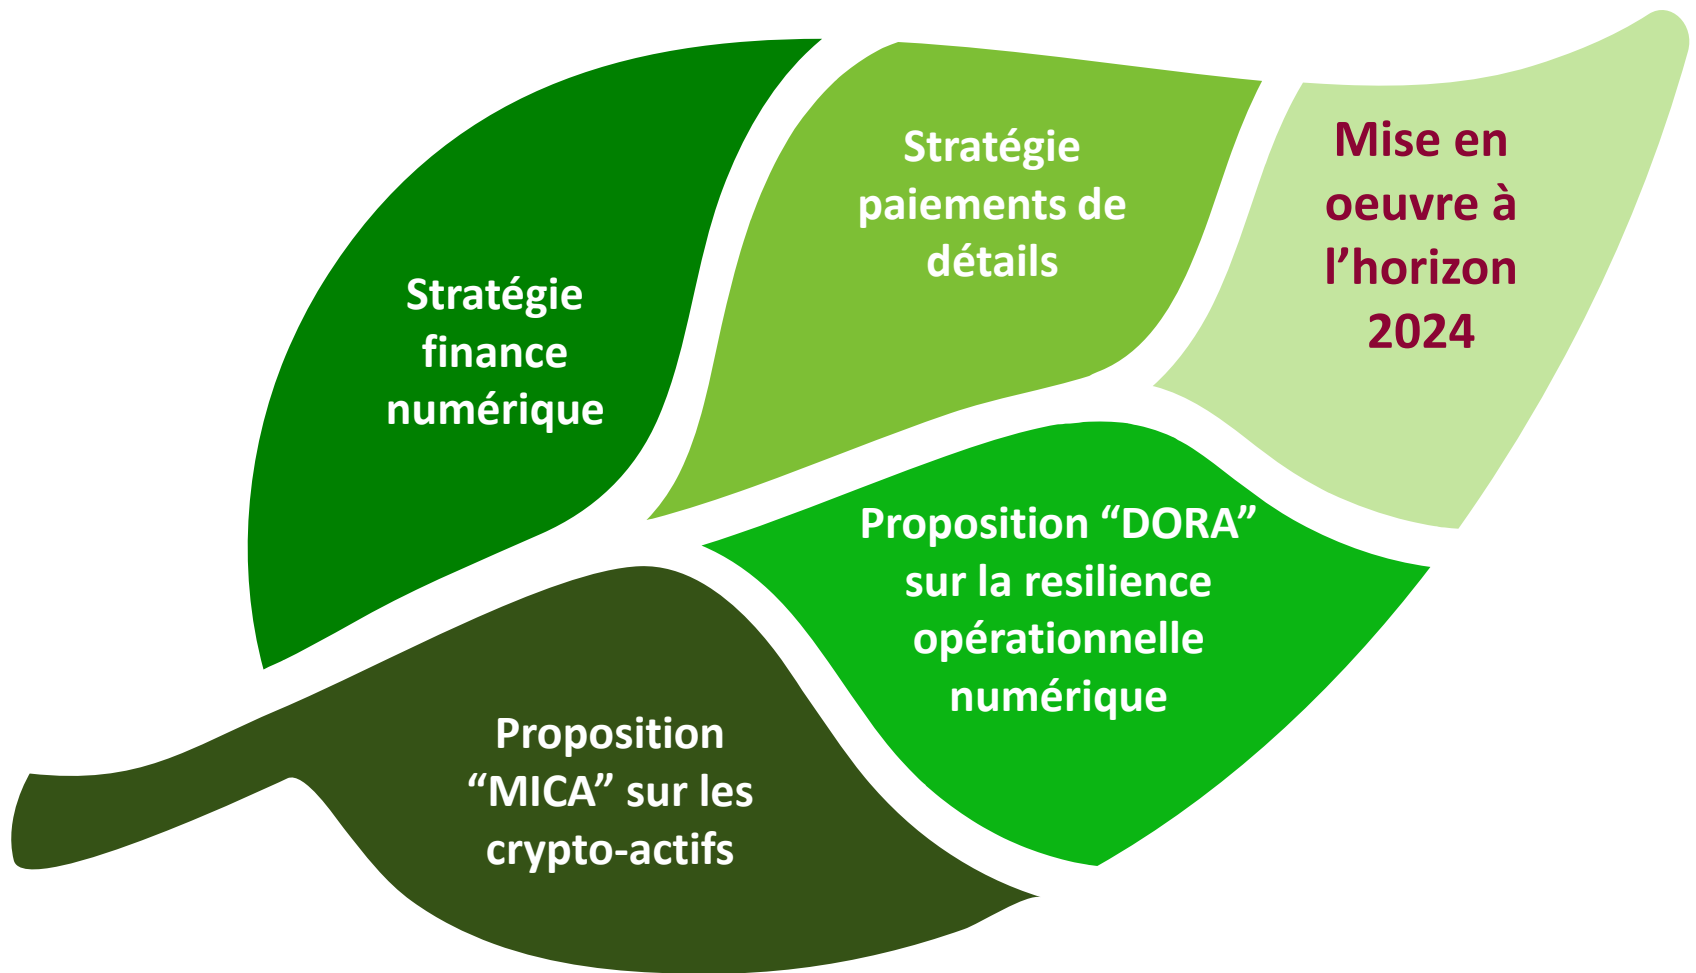 Stratégie
finance
numérique
Stratégie
paiements de
détails
Mise en
oeuvre à
l’horizon
2024
Proposition “DORA”
sur la resilience
opérationnelle
numérique
Proposition
“MICA” sur les
crypto-actifs